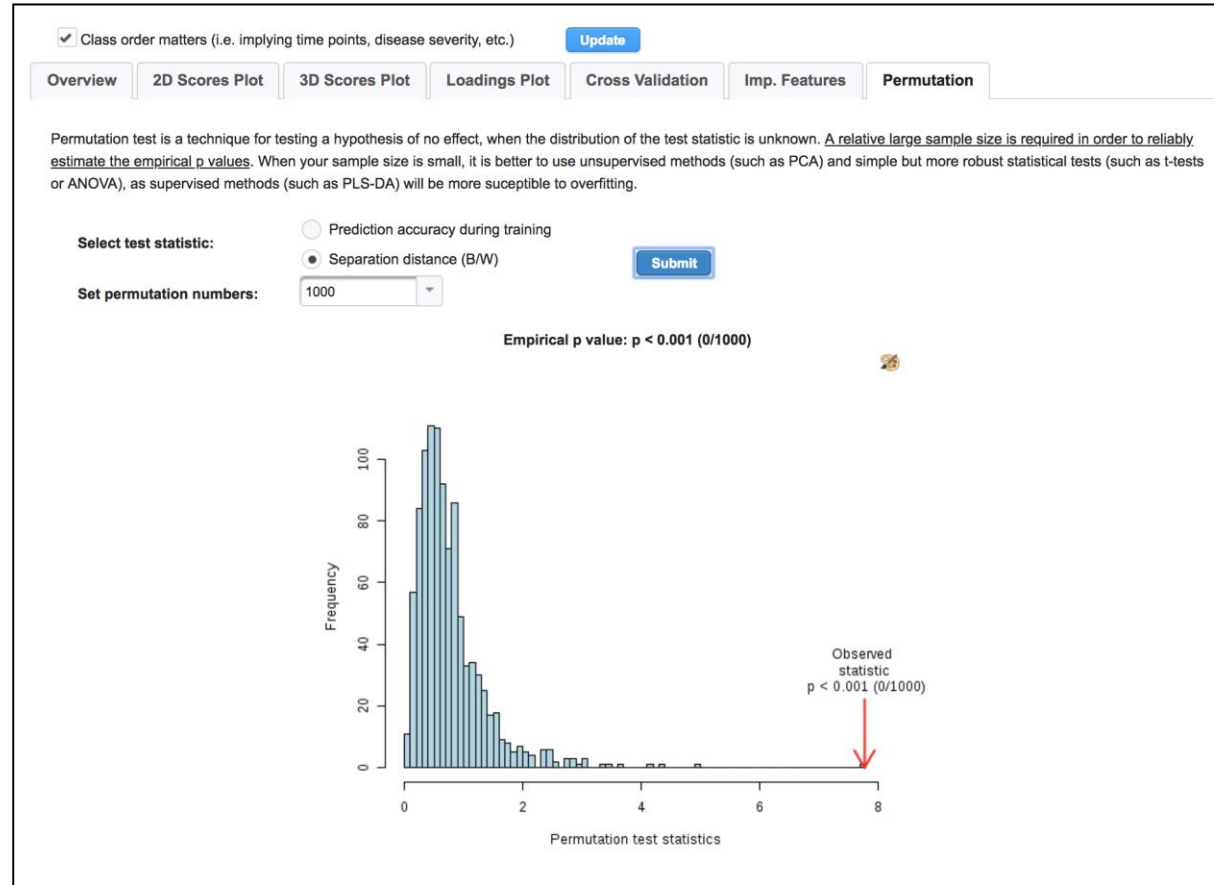 Class order matters (i.e. implying time points, disease severity, etc.) Update
Overview 2D Scores Plot 3D Scores Plot Loadings Plot Cross Validation Imp. Features Permutation
Permutation test is a technique for testing a hypothesis of no effect, when the distribution of the test statistic is unknown. A relative large sample size is required in order to reliably
estimate the empirical p values. When your sample size is small, it is better to use unsupervised methods (such as PCA) and simple but more robust statistical tests (such as t-tests
or ANOVA), as supervised methods (such as PLS-DA) will be more suceptible to overfitting.
Select test statistic:
Prediction accuracy during training
Separation distance (B/W)
Submit
Set permutation numbers: 1000
Empirical p value: p < 0.001 (0/1000)
Frequency
100
80
60
40
20
0
Observed
statistic
p < 0.001 (0/1000)
0 2 4 6 8
Permutation test statistics